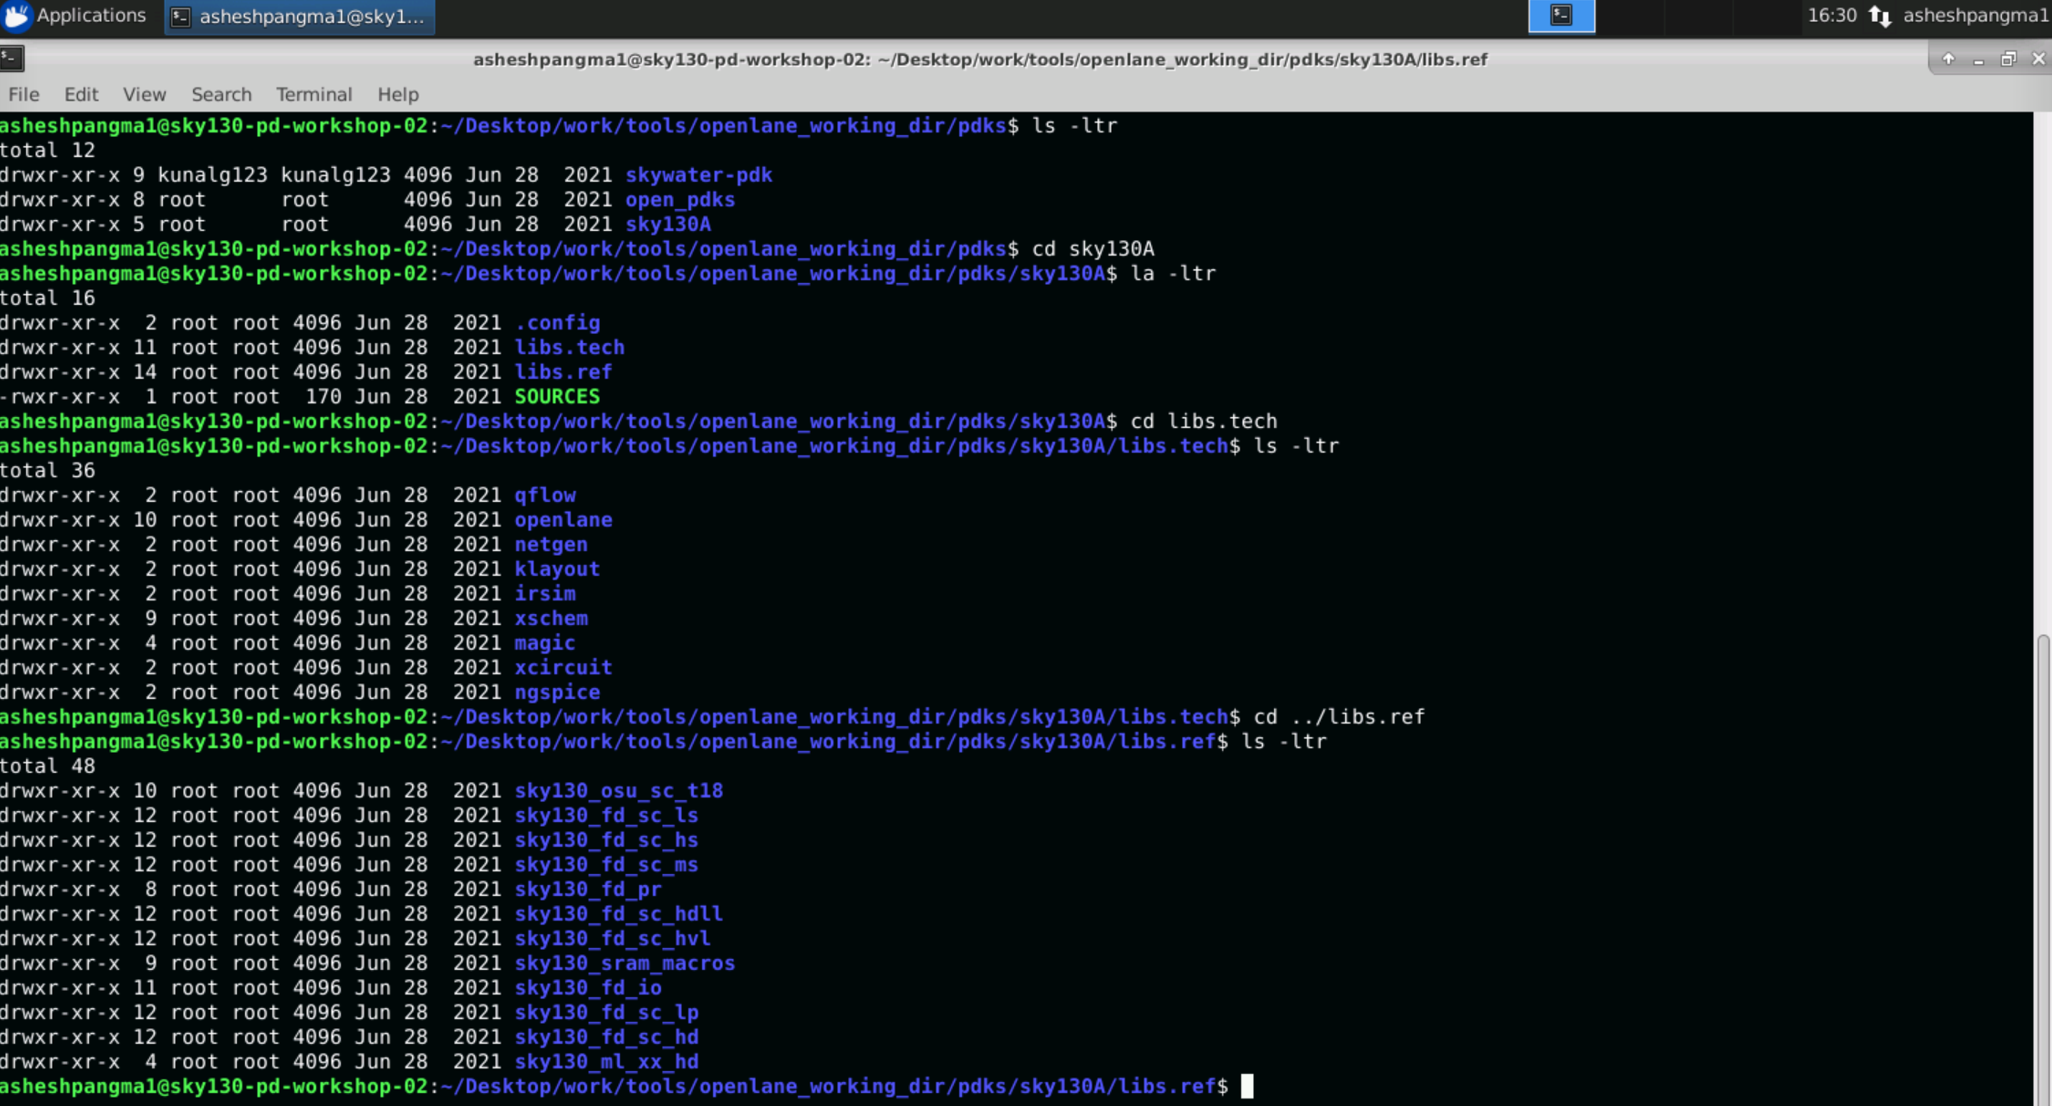 Applications asheshpangma1@sky1... 16:30 asheshpangma1
asheshpangma1@sky130-pd-workshop-02: ~/Desktop/work/tools/openlane_working_dir/pdks/sky130A/libs.ref
File Edit View Search Terminal Help
asheshpangma1@sky130-pd-workshop-02:~/Desktop/work/tools/openlane_working_dir/pdks$ ls -ltr
total 12
drwxr-xr-x 9 kunalg123 kunalg123 4096 Jun 28  2021 skywater-pdk
drwxr-xr-x 8 root      root      4096 Jun 28  2021 open_pdks
drwxr-xr-x 5 root      root      4096 Jun 28  2021 sky130A
asheshpangma1@sky130-pd-workshop-02:~/Desktop/work/tools/openlane_working_dir/pdks$ cd sky130A
asheshpangma1@sky130-pd-workshop-02:~/Desktop/work/tools/openlane_working_dir/pdks/sky130A$ la -ltr
total 16
drwxr-xr-x  2 root root 4096 Jun 28  2021 .config
drwxr-xr-x 11 root root 4096 Jun 28  2021 libs.tech
drwxr-xr-x 14 root root 4096 Jun 28  2021 libs.ref
-rwxr-xr-x  1 root root  170 Jun 28  2021 SOURCES
asheshpangma1@sky130-pd-workshop-02:~/Desktop/work/tools/openlane_working_dir/pdks/sky130A$ cd libs.tech
asheshpangma1@sky130-pd-workshop-02:~/Desktop/work/tools/openlane_working_dir/pdks/sky130A/libs.tech$ ls -ltr
total 36
drwxr-xr-x  2 root root 4096 Jun 28  2021 qflow
drwxr-xr-x 10 root root 4096 Jun 28  2021 openlane
drwxr-xr-x  2 root root 4096 Jun 28  2021 netgen
drwxr-xr-x  2 root root 4096 Jun 28  2021 klayout
drwxr-xr-x  2 root root 4096 Jun 28  2021 irsim
drwxr-xr-x  9 root root 4096 Jun 28  2021 xschem
drwxr-xr-x  4 root root 4096 Jun 28  2021 magic
drwxr-xr-x  2 root root 4096 Jun 28  2021 xcircuit
drwxr-xr-x  2 root root 4096 Jun 28  2021 ngspice
asheshpangma1@sky130-pd-workshop-02:~/Desktop/work/tools/openlane_working_dir/pdks/sky130A/libs.tech$ cd ../libs.ref
asheshpangma1@sky130-pd-workshop-02:~/Desktop/work/tools/openlane_working_dir/pdks/sky130A/libs.ref$ ls -ltr
total 48
drwxr-xr-x 10 root root 4096 Jun 28  2021 sky130_osu_sc_t18
drwxr-xr-x 12 root root 4096 Jun 28  2021 sky130_fd_sc_ls
drwxr-xr-x 12 root root 4096 Jun 28  2021 sky130_fd_sc_hs
drwxr-xr-x 12 root root 4096 Jun 28  2021 sky130_fd_sc_ms
drwxr-xr-x  8 root root 4096 Jun 28  2021 sky130_fd_pr
drwxr-xr-x 12 root root 4096 Jun 28  2021 sky130_fd_sc_hdll
drwxr-xr-x 12 root root 4096 Jun 28  2021 sky130_fd_sc_hvl
drwxr-xr-x  9 root root 4096 Jun 28  2021 sky130_sram_macros
drwxr-xr-x 11 root root 4096 Jun 28  2021 sky130_fd_io
drwxr-xr-x 12 root root 4096 Jun 28  2021 sky130_fd_sc_lp
drwxr-xr-x 12 root root 4096 Jun 28  2021 sky130_fd_sc_hd
drwxr-xr-x  4 root root 4096 Jun 28  2021 sky130_ml_xx_hd
asheshpangma1@sky130-pd-workshop-02:~/Desktop/work/tools/openlane_working_dir/pdks/sky130A/libs.ref$